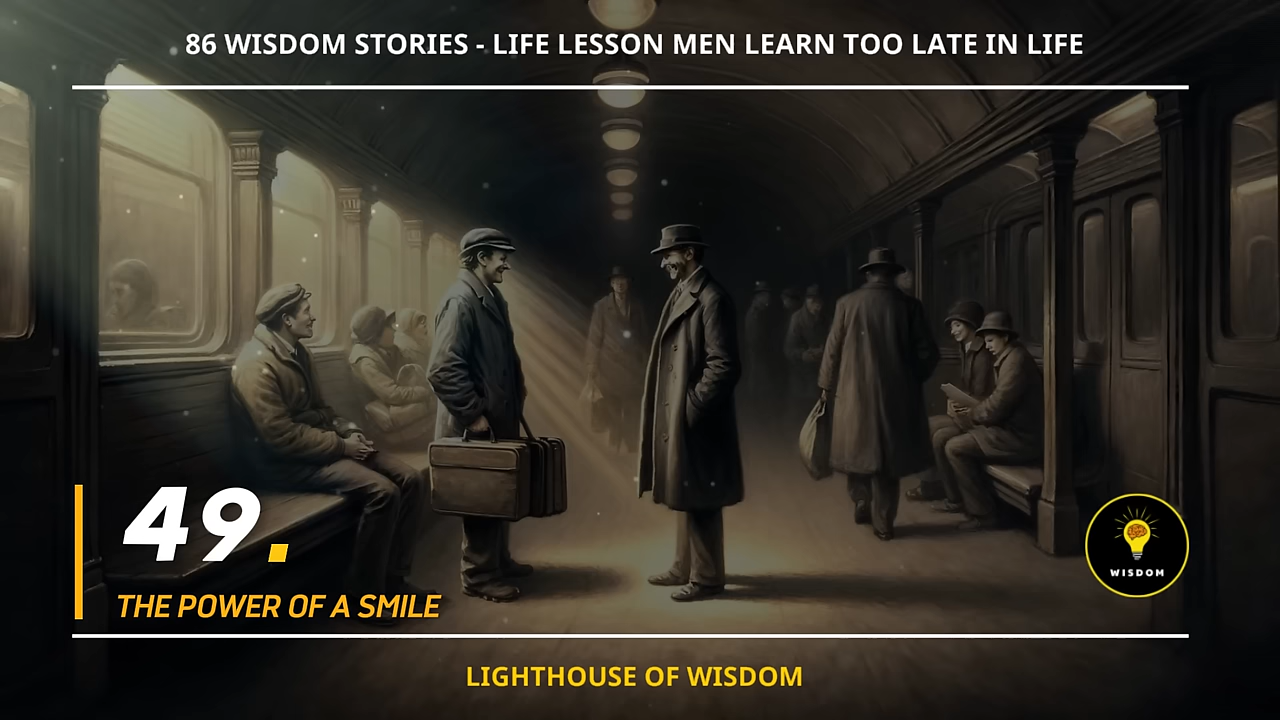 86 WISDOM STORIES - LIFE LESSON MEN LEARN TOO LATE IN LIFE
49.
THE POWER OF A SMILE
WISDOM
LIGHTHOUSE OF WISDOM